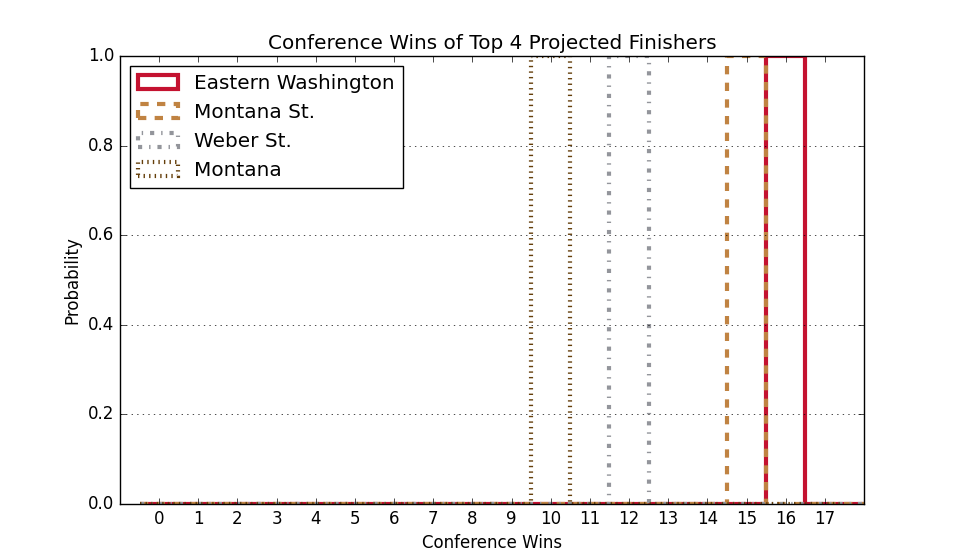 Conference Wins of Top 4 Projected Finishers
1.0
Eastern Washington
Montana St.
0.8
Weber St.
Montana
0.6
Probability
0.4
0.2
0.0
0 1 2 3 4 5 6 7 8 9 10 11 12 13 14 15 16 17
Conference Wins